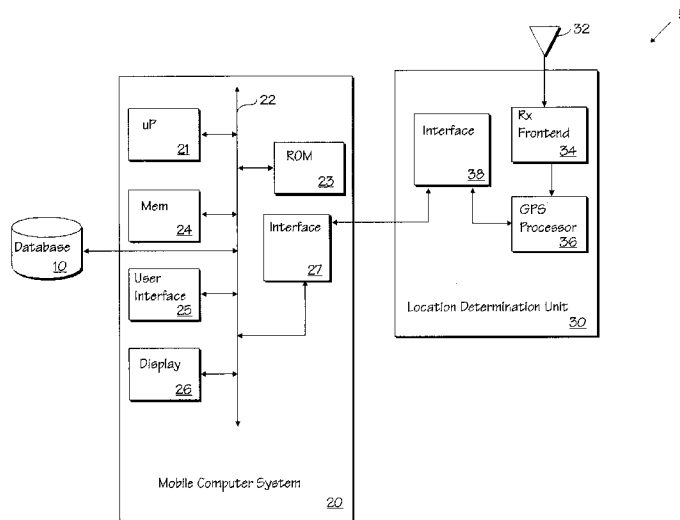 32
22
uP
21
ROM
23
Mem
24
Interface
27
Database
10
User
Interface
25
Display
26
Mobile Computer System
20
Interface
38
Rx
Frontend
34
GPS
Processor
36
Location Determination Unit
30